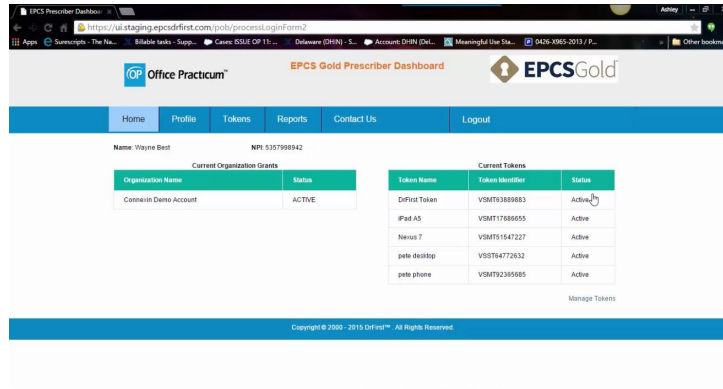 EPCS Prescriber Dashboar
Ashley
https://ui.staging.epcsdrfirst.com/pob/processLoginForm2
Apps Surescripts - The Na... Billable tasks - Supp... Cases: ISSUE OP 11: ... Delaware (DHIN) - S... Account: DHIN (Del... Meaningful Use Sta... 0426-X965-2013 / P... » Other bookma
OP Office Practicum™
EPCS Gold Prescriber Dashboard
EPCSGold
Home Profile Tokens Reports Contact Us Logout
Name: Wayne Best NPI: 5357998942
Current Organization Grants
Organization Name Status
Connexin Demo Account ACTIVE
Current Tokens
Token Name Token Identifier Status
DrFirst Token VSMT63889883 Active
iPad A5 VSMT17686655 Active
Nexus 7 VSMT51547227 Active
pete desktop VSST64772632 Active
pete phone VSMT92365685 Active
Manage Tokens
Copyright © 2000 - 2015 DrFirst™ . All Rights Reserved.